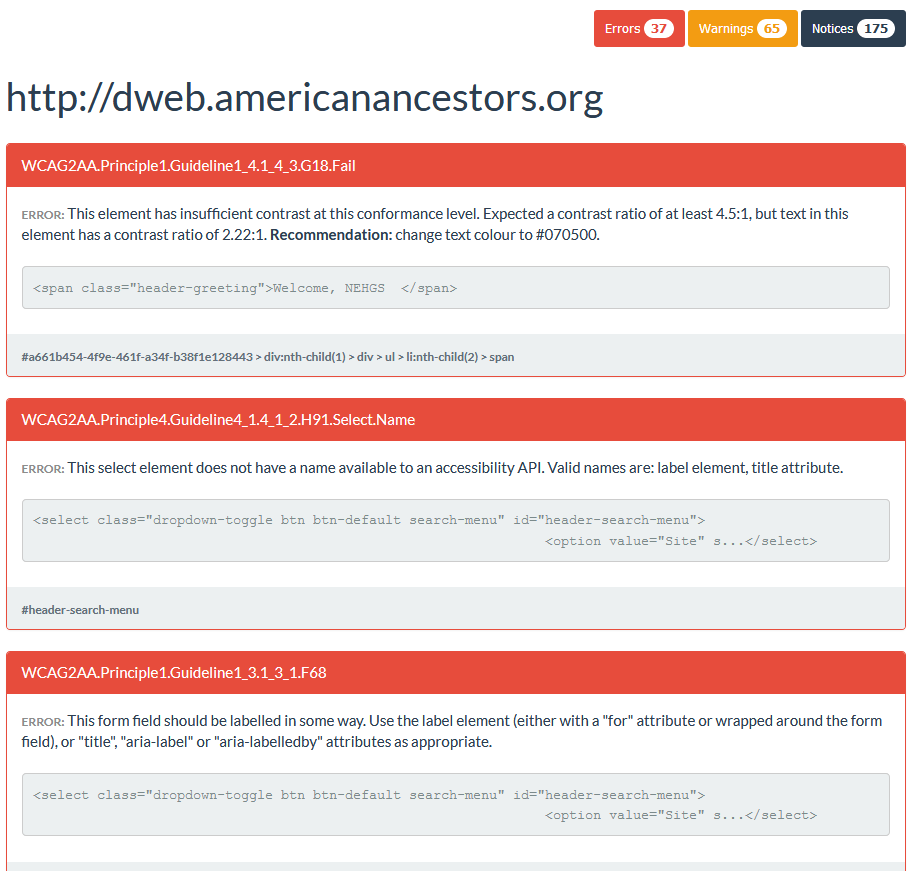 Errors 37 Warnings 65 Notices 175
http://dweb.americanancestors.org
WCAG2AA.Principle1.Guideline1_4.1_4_3.G18.Fail
ERROR: This element has insufficient contrast at this conformance level. Expected a contrast ratio of at least 4.5:1, but text in this
element has a contrast ratio of 2.22:1. Recommendation: change text colour to #070500.
<span class="header-greeting">Welcome, NEHGS  </span>
#a661b454-4f9e-461f-a34f-b38f1e128443 > div:nth-child(1) > div > ul > li:nth-child(2) > span
WCAG2AA.Principle4.Guideline4_1.4_1_2.H91.Select.Name
ERROR: This select element does not have a name available to an accessibility API. Valid names are: label element, title attribute.
<select class="dropdown-toggle btn btn-default search-menu" id="header-search-menu">
<option value="Site" s...</select>
#header-search-menu
WCAG2AA.Principle1.Guideline1_3.1_3_1.F68
ERROR: This form field should be labelled in some way. Use the label element (either with a "for" attribute or wrapped around the form
field), or "title", "aria-label" or "aria-labelledby" attributes as appropriate.
<select class="dropdown-toggle btn btn-default search-menu" id="header-search-menu">
<option value="Site" s...</select>